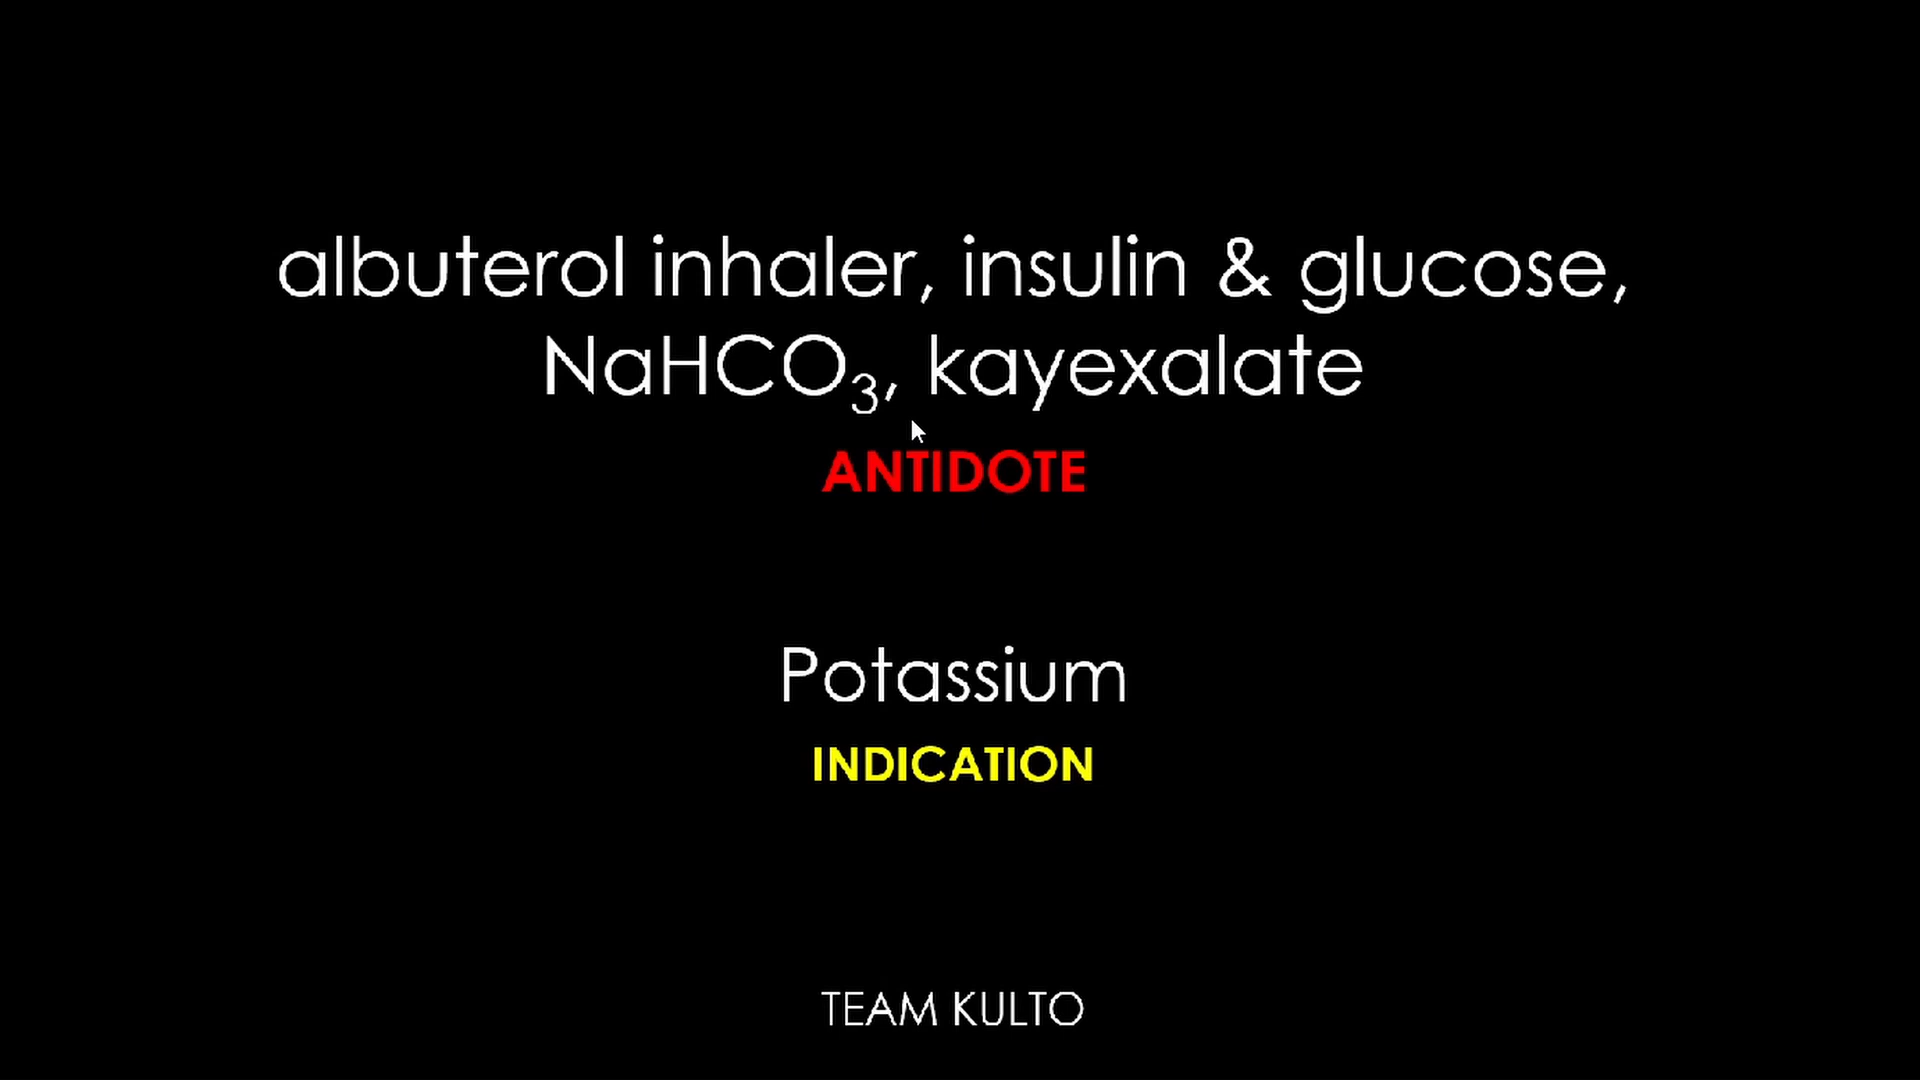 albuterol inhaler, insulin & glucose,
NaHCO₃, kayexalate
ANTIDOTE
Potassium
INDICATION
TEAM KULTO